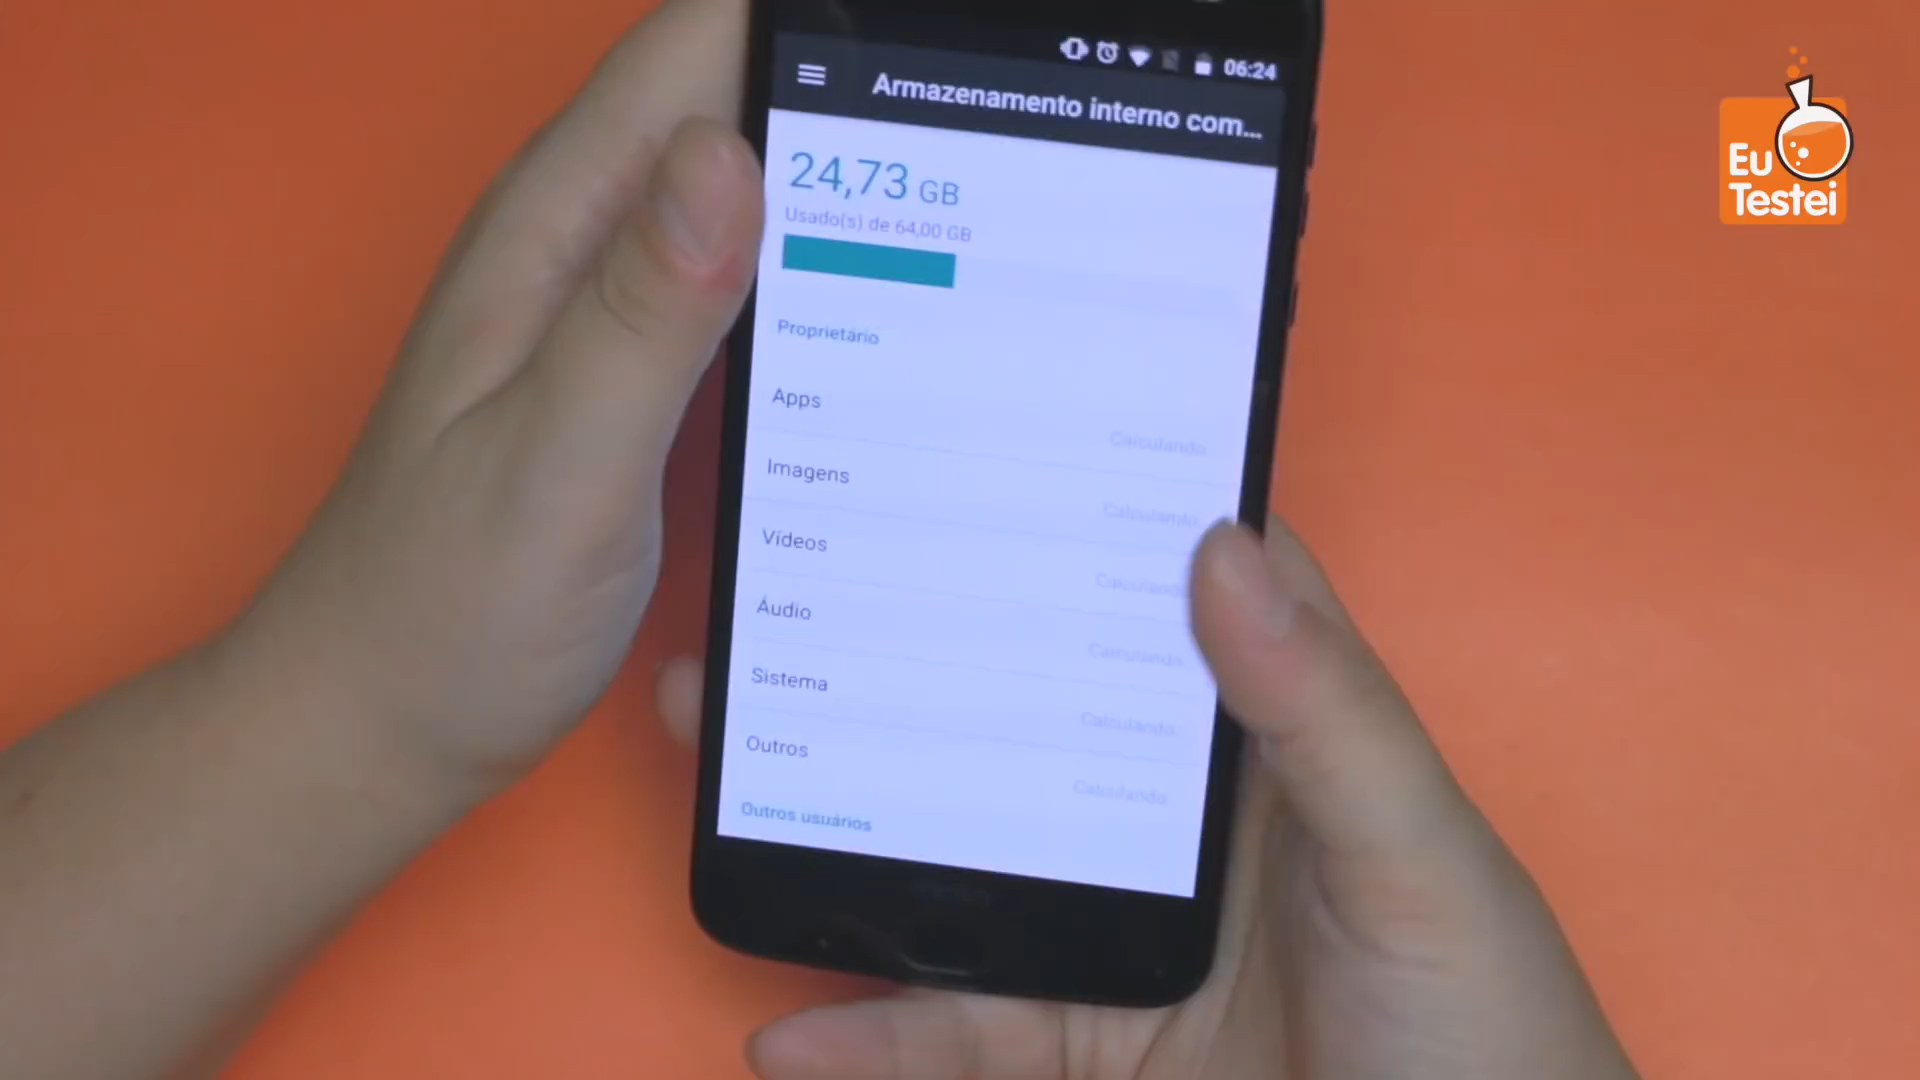 06:24
Armazenamento interno com...
24,73 GB
Usado(s) de 64,00 GB
Proprietário
Apps
Calculando...
Imagens
Calculando...
Vídeos
Calculando
Áudio
Calculando...
Sistema
Calculando...
Outros
Calculando...
Outros usuários
Eu
Testei